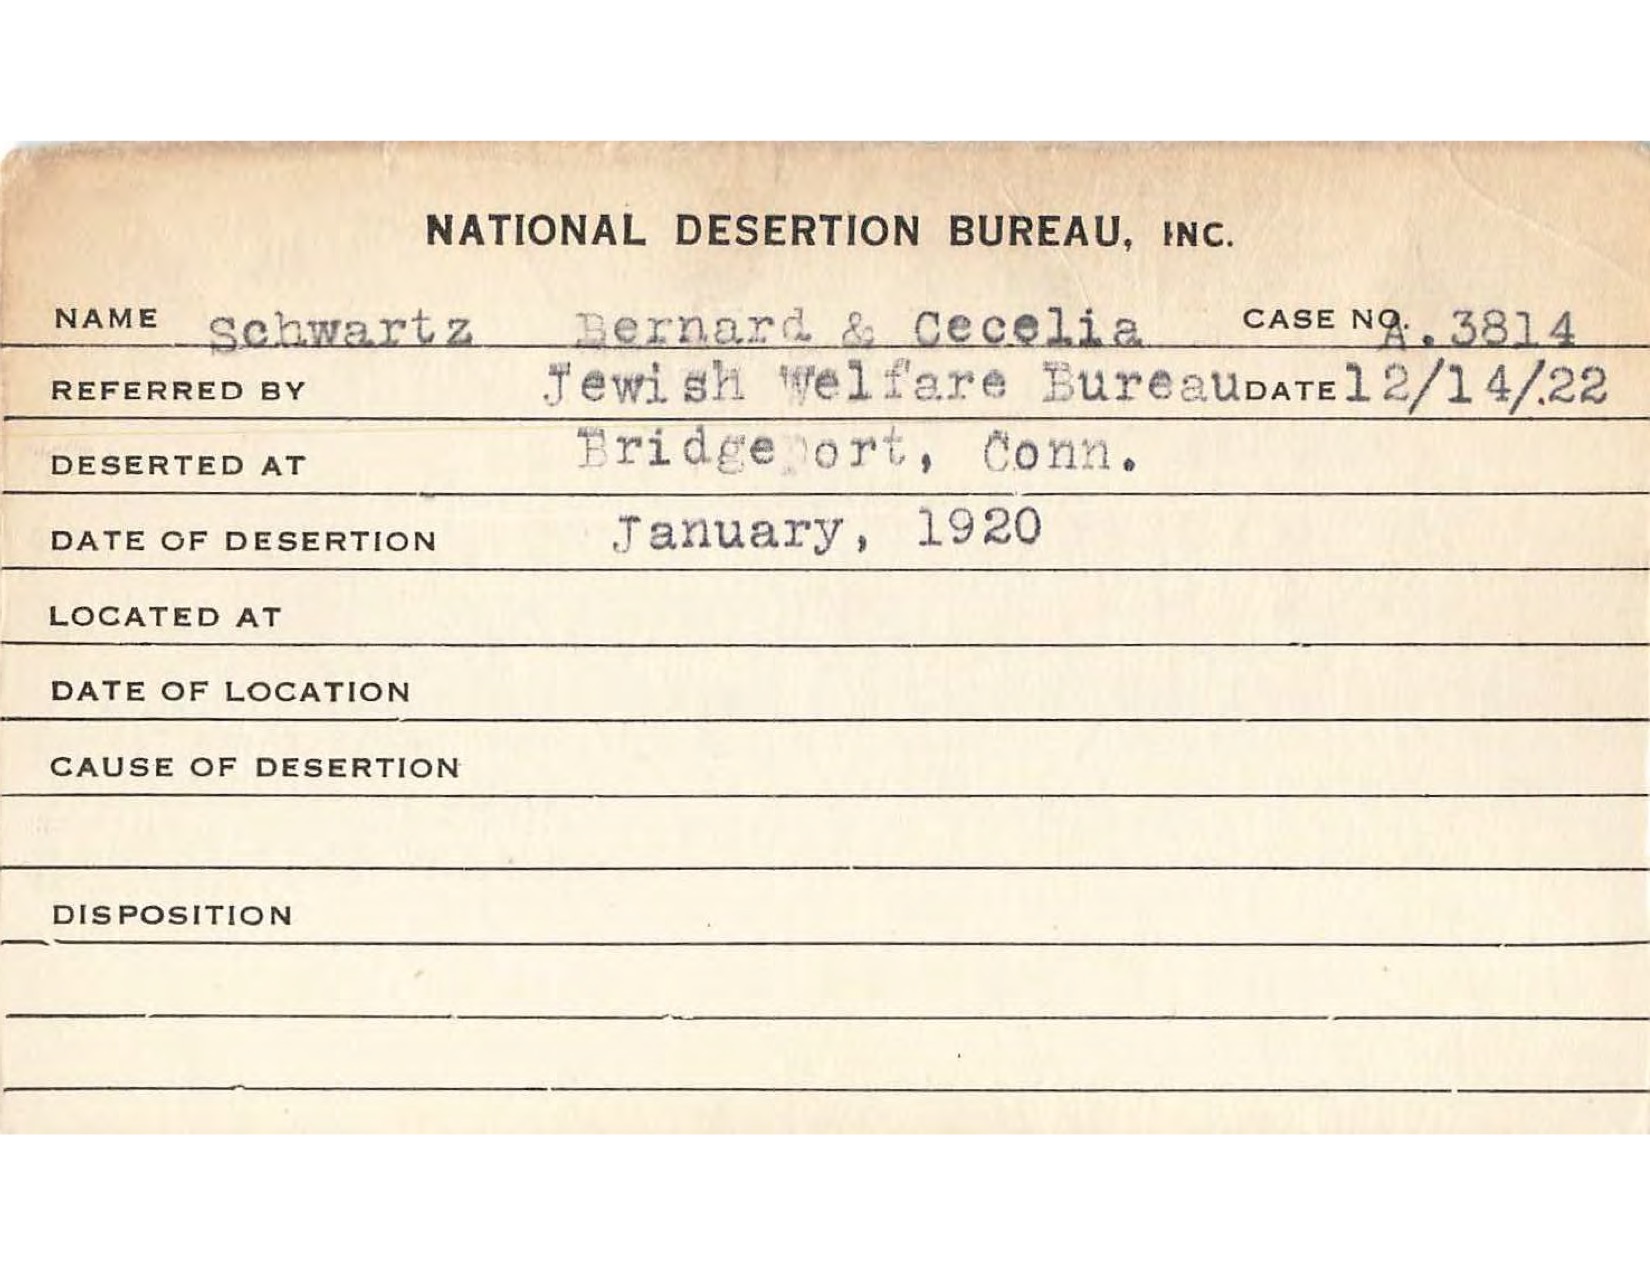 NATIONAL DESERTION BUREAU, INC.
NAME Schwartz Bernard & Cecelia CASE NO. A.3814
REFERRED BY Jewish Welfare Bureau DATE 12/14/.22
DESERTED AT Bridgeport, Conn.
DATE OF DESERTION January, 1920
LOCATED AT
DATE OF LOCATION
CAUSE OF DESERTION
DISPOSITION